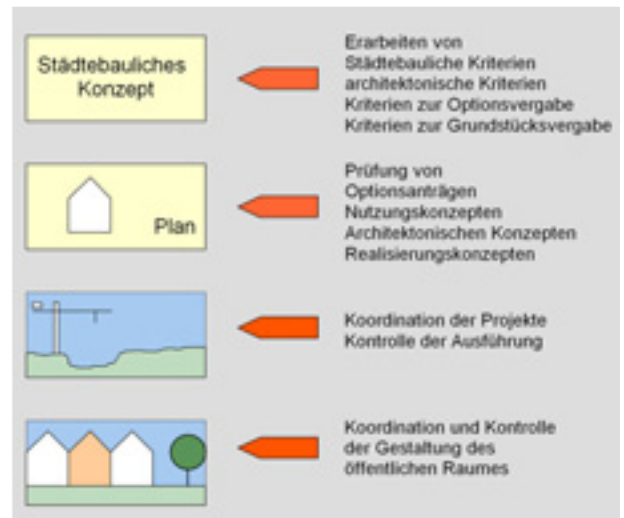 Städtebauliches
Konzept
Erarbeiten von
Städtebauliche Kriterien
architektonische Kriterien
Kriterien zur Optionsvergabe
Kriterien zur Grundstücksvergabe
Plan
Prüfung von
Optionsanträgen
Nutzungskonzepten
Architektonischen Konzepten
Realisierungskonzepten
Koordination der Projekte
Kontrolle der Ausführung
Koordination und Kontrolle
der Gestaltung des
öffentlichen Raumes